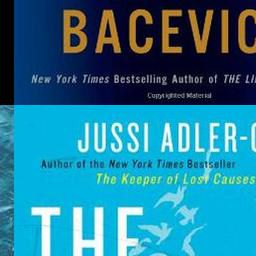 BACEVIC
New York Times Bestselling Author of THE LI
Copyrighted Material
JUSSI ADLER-O
Author of the New York Times Bestseller
The Keeper of Lost Causes
THE